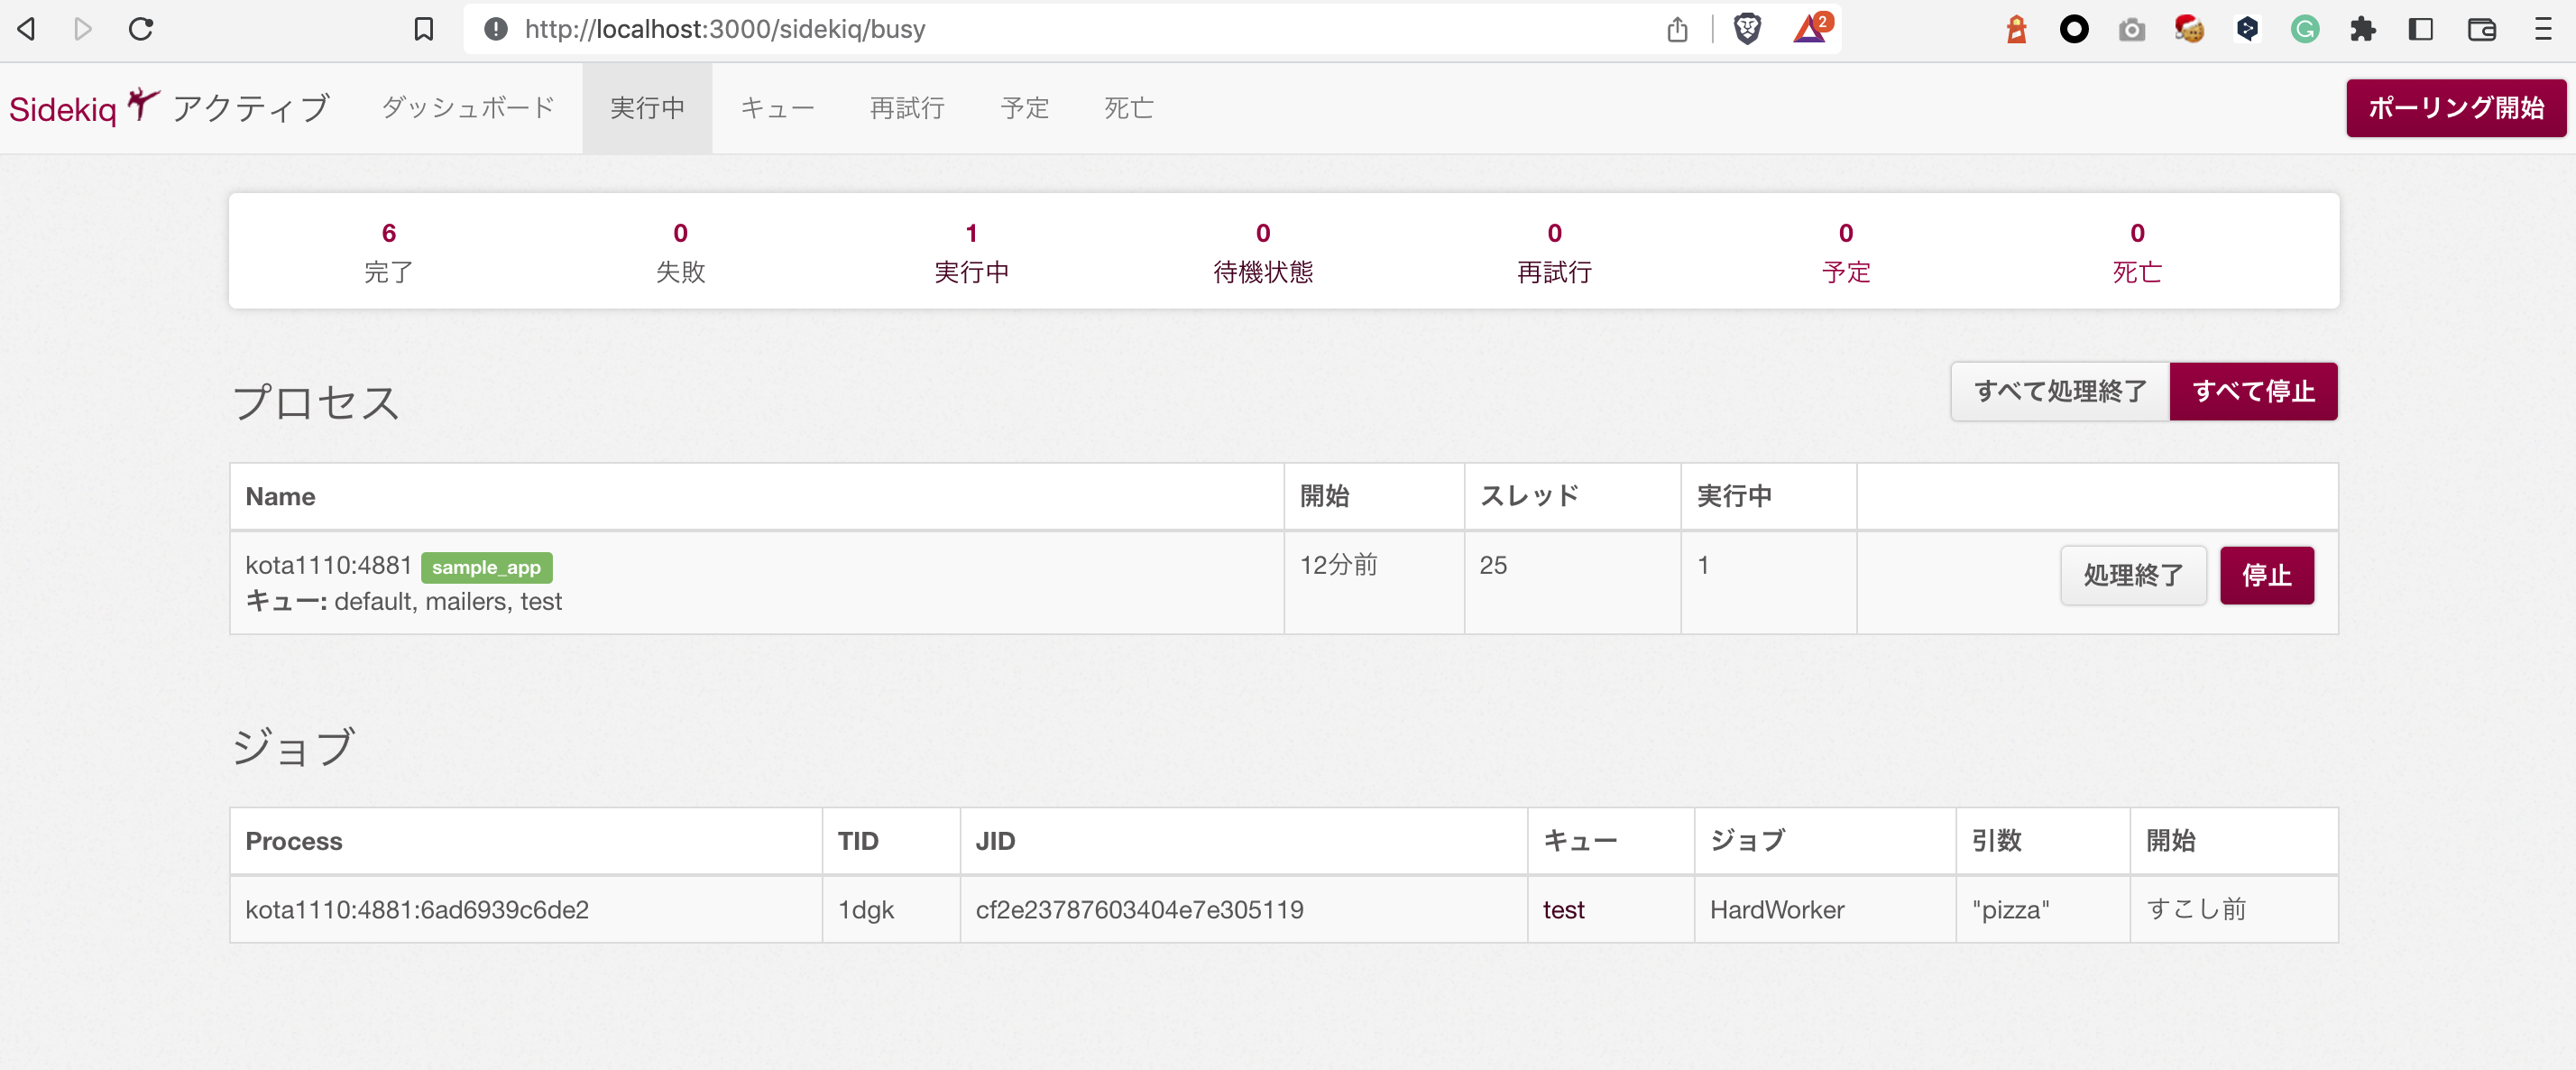 http://localhost:3000/sidekiq/busy
2
Sidekiq アクティブ ダッシュボード 実行中 キュー 再試行 予定 死亡 ポーリング開始
6 0 1 0 0 0 0
完了 失敗 実行中 待機状態 再試行 予定 死亡
プロセス すべて処理終了 すべて停止
Name 開始 スレッド 実行中
kota1110:4881 sample_app 12分前 25 1 処理終了 停止
キュー: default, mailers, test
ジョブ
Process TID JID キュー ジョブ 引数 開始
kota1110:4881:6ad6939c6de2 1dgk cf2e23787603404e7e305119 test HardWorker "pizza" すこし前